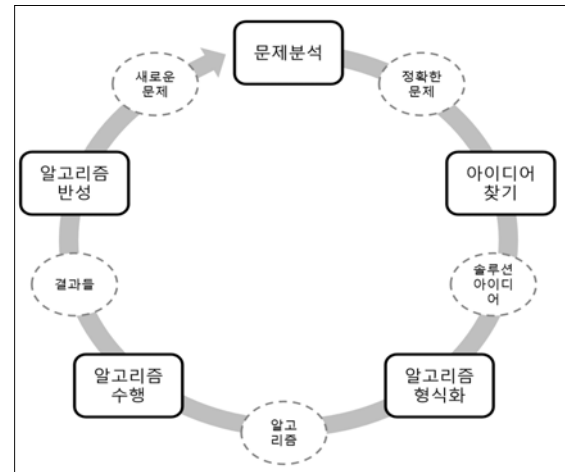 문제분석
정확한
문제
아이디어
찾기
솔루션
아이디
어
알고리즘
형식화
알고
리즘
알고리즘
수행
결과들
알고리즘
반성
새로운
문제